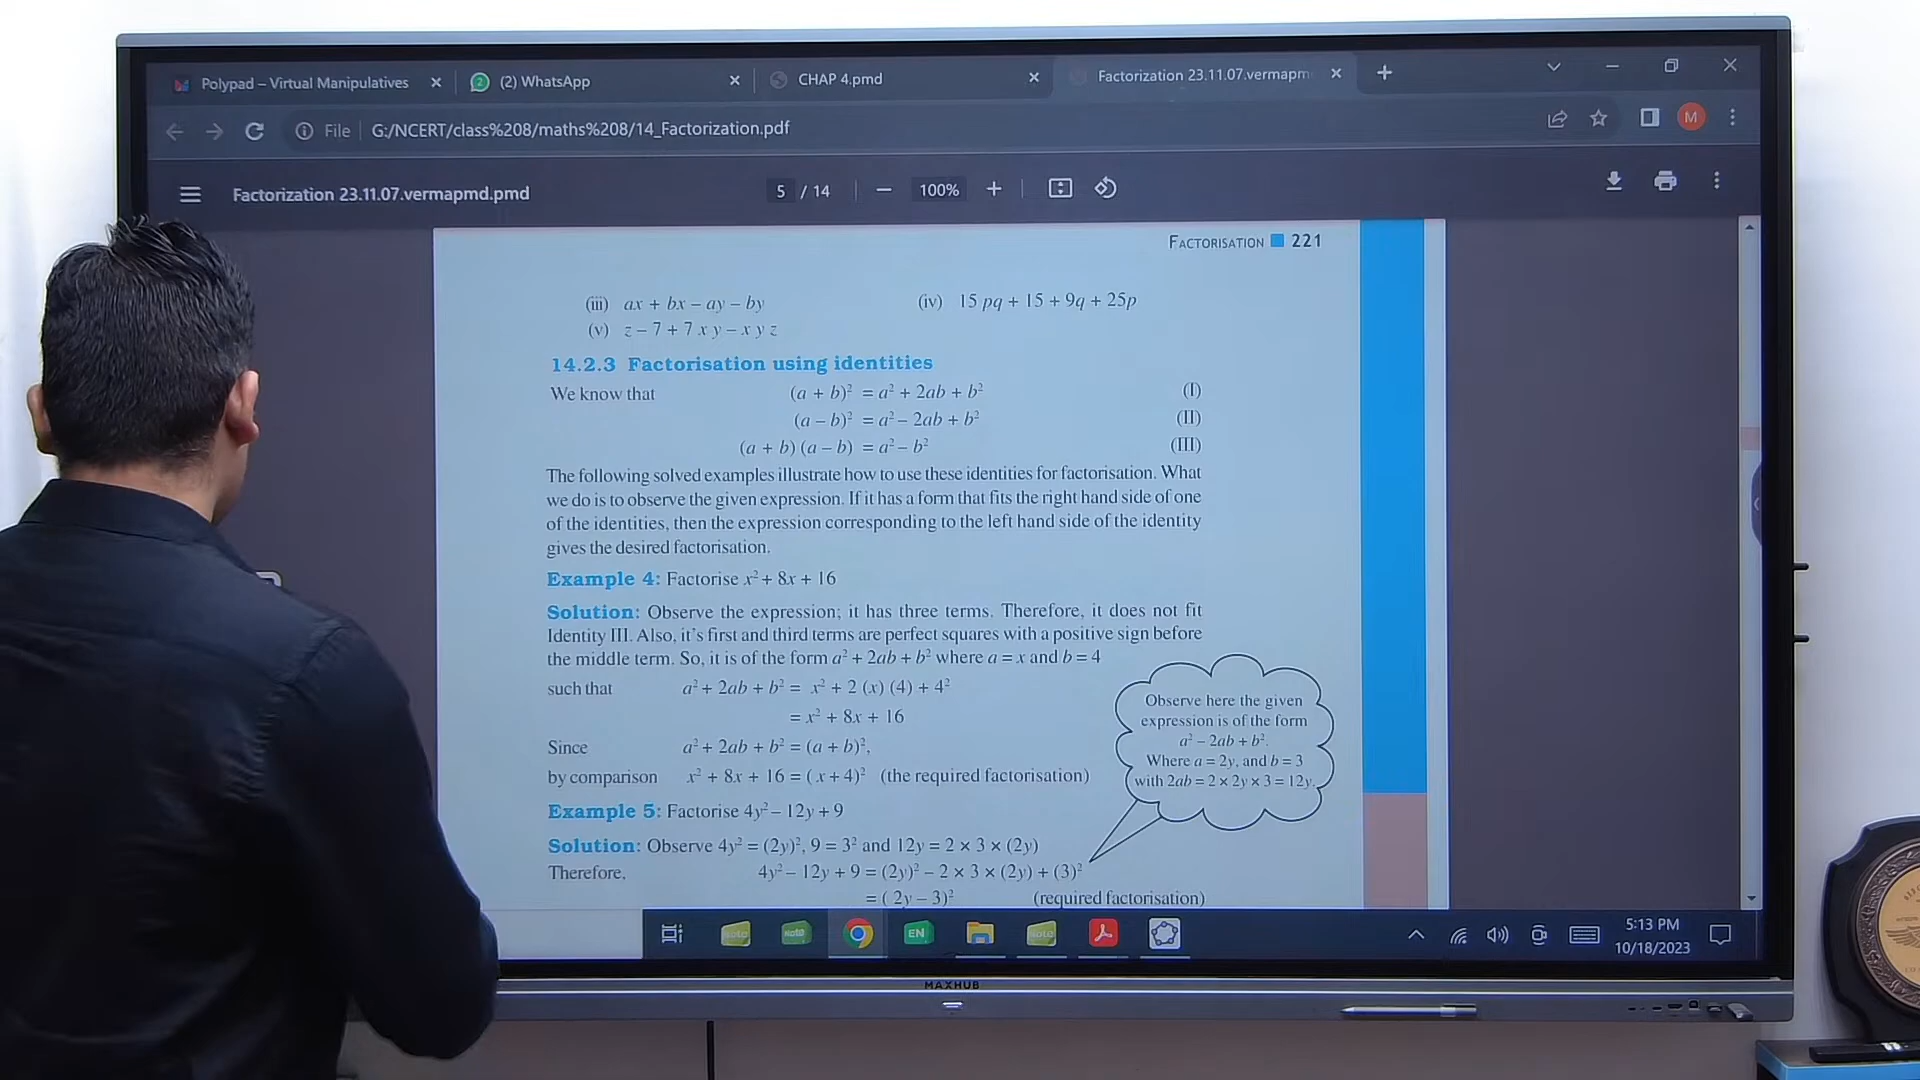 Polypad – Virtual Manipulatives
(2) WhatsApp
CHAP 4.pmd
Factorization 23.11.07.vermapm
File
G:/NCERT/class%208/maths%208/14_Factorization.pdf
M
Factorization 23.11.07.vermapmd.pmd
5 / 14
100%
FACTORISATION 221
(iii) ax + bx – ay – by
(iv) 15 pq + 15 + 9q + 25p
(v) z – 7 + 7 x y – x y z
14.2.3 Factorisation using identities
We know that (a + b)² = a² + 2ab + b² (I)
(a – b)² = a² – 2ab + b² (II)
(a + b) (a – b) = a² – b² (III)
The following solved examples illustrate how to use these identities for factorisation. What
we do is to observe the given expression. If it has a form that fits the right hand side of one
of the identities, then the expression corresponding to the left hand side of the identity
gives the desired factorisation.
Example 4: Factorise x² + 8x + 16
Solution: Observe the expression; it has three terms. Therefore, it does not fit
Identity III. Also, it's first and third terms are perfect squares with a positive sign before
the middle term. So, it is of the form a² + 2ab + b² where a = x and b = 4
such that a² + 2ab + b² = x² + 2 (x) (4) + 4²
= x² + 8x + 16
Since a² + 2ab + b² = (a + b)²,
by comparison x² + 8x + 16 = ( x + 4)² (the required factorisation)
Observe here the given
expression is of the form
a² – 2ab + b².
Where a = 2y, and b = 3
with 2ab = 2 × 2y × 3 = 12y.
Example 5: Factorise 4y² – 12y + 9
Solution: Observe 4y² = (2y)², 9 = 3² and 12y = 2 × 3 × (2y)
Therefore, 4y² – 12y + 9 = (2y)² – 2 × 3 × (2y) + (3)²
= ( 2y – 3)² (required factorisation)
Note
Note
EN
Note
5:13 PM
10/18/2023
MAXHUB